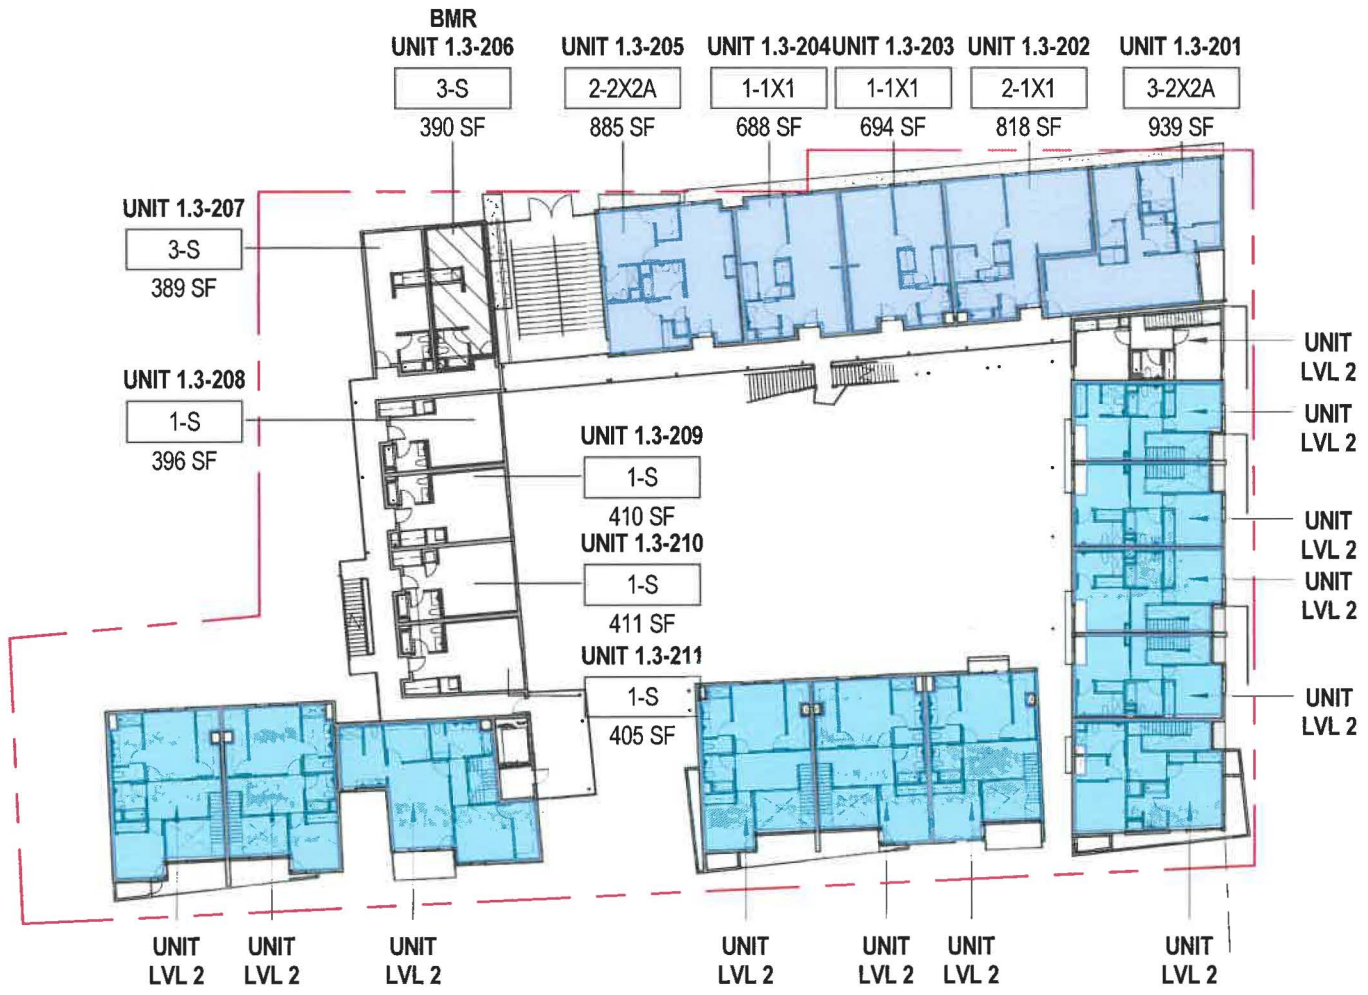 BMR
UNIT 1.3-206
3-S
390 SF
UNIT 1.3-205
2-2X2A
885 SF
UNIT 1.3-204
1-1X1
688 SF
UNIT 1.3-203
1-1X1
694 SF
UNIT 1.3-202
2-1X1
818 SF
UNIT 1.3-201
3-2X2A
939 SF
UNIT 1.3-207
3-S
389 SF
UNIT 1.3-208
1-S
396 SF
UNIT 1.3-209
1-S
410 SF
UNIT 1.3-210
1-S
411 SF
UNIT 1.3-211
1-S
405 SF
UNIT
LVL 2
UNIT
LVL 2
UNIT
LVL 2
UNIT
LVL 2
UNIT
LVL 2
UNIT
LVL 2
UNIT
LVL 2
UNIT
LVL 2
UNIT
LVL 2
UNIT
LVL 2
UNIT
LVL 2
UNIT
LVL 2